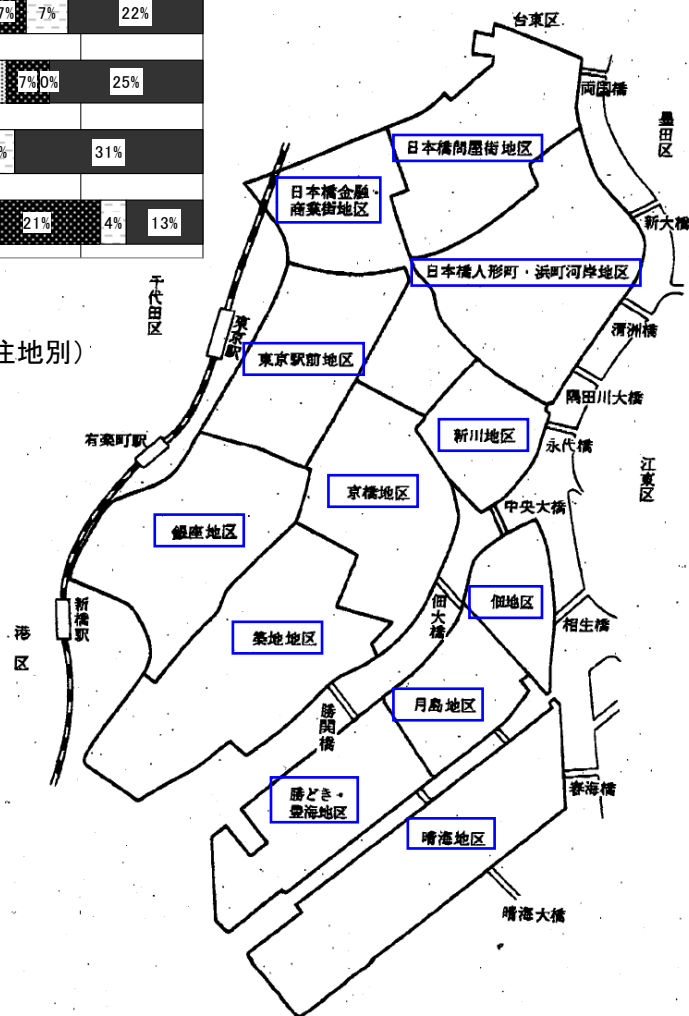 7%
7%
22%
7%
0%
25%
%
31%
21%
4%
13%
住地別）
台東区
両国橋
墨田区
日本橋問屋街地区
日本橋金融・
商業街地区
新大橋
日本橋人形町・浜町河岸地区
千代田区
東京駅
清洲橋
東京駅前地区
隅田川大橋
新川地区
永代橋
有楽町駅
江東区
京橋地区
中央大橋
銀座地区
佃地区
佃大橋
相生橋
新橋駅
築地地区
港区
月島地区
勝鬨橋
春海橋
勝どき・
豊海地区
晴海地区
晴海大橋